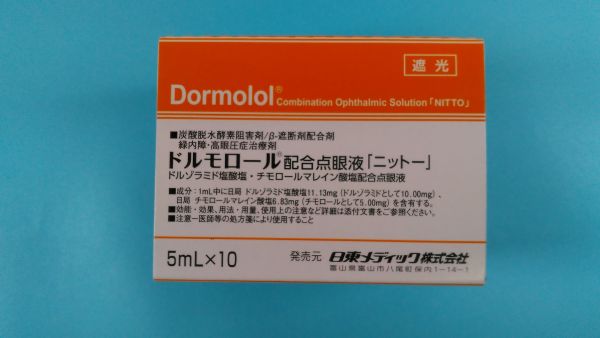 遮光
Dormolol® Combination Ophthalmic Solution「NITTO」
■炭酸脱水酵素阻害剤/β-遮断剤配合剤
緑内障・高眼圧症治療剤
ドルモロール®配合点眼液「ニットー」
ドルゾラミド塩酸塩・チモロールマレイン酸塩配合点眼液
■成分：1mL中に日局 ドルゾラミド塩酸塩11.13mg（ドルゾラミドとして10.00mg）、
日局 チモロールマレイン酸塩6.83mg（チモロールとして5.00mg）を含有する。
■効能・効果、用法・用量、使用上の注意など詳細は添付文書をご参照ください。
■注意－医師等の処方箋により使用すること
5mL×10
発売元 日東メディック株式会社
富山県富山市八尾町保内1－14－1